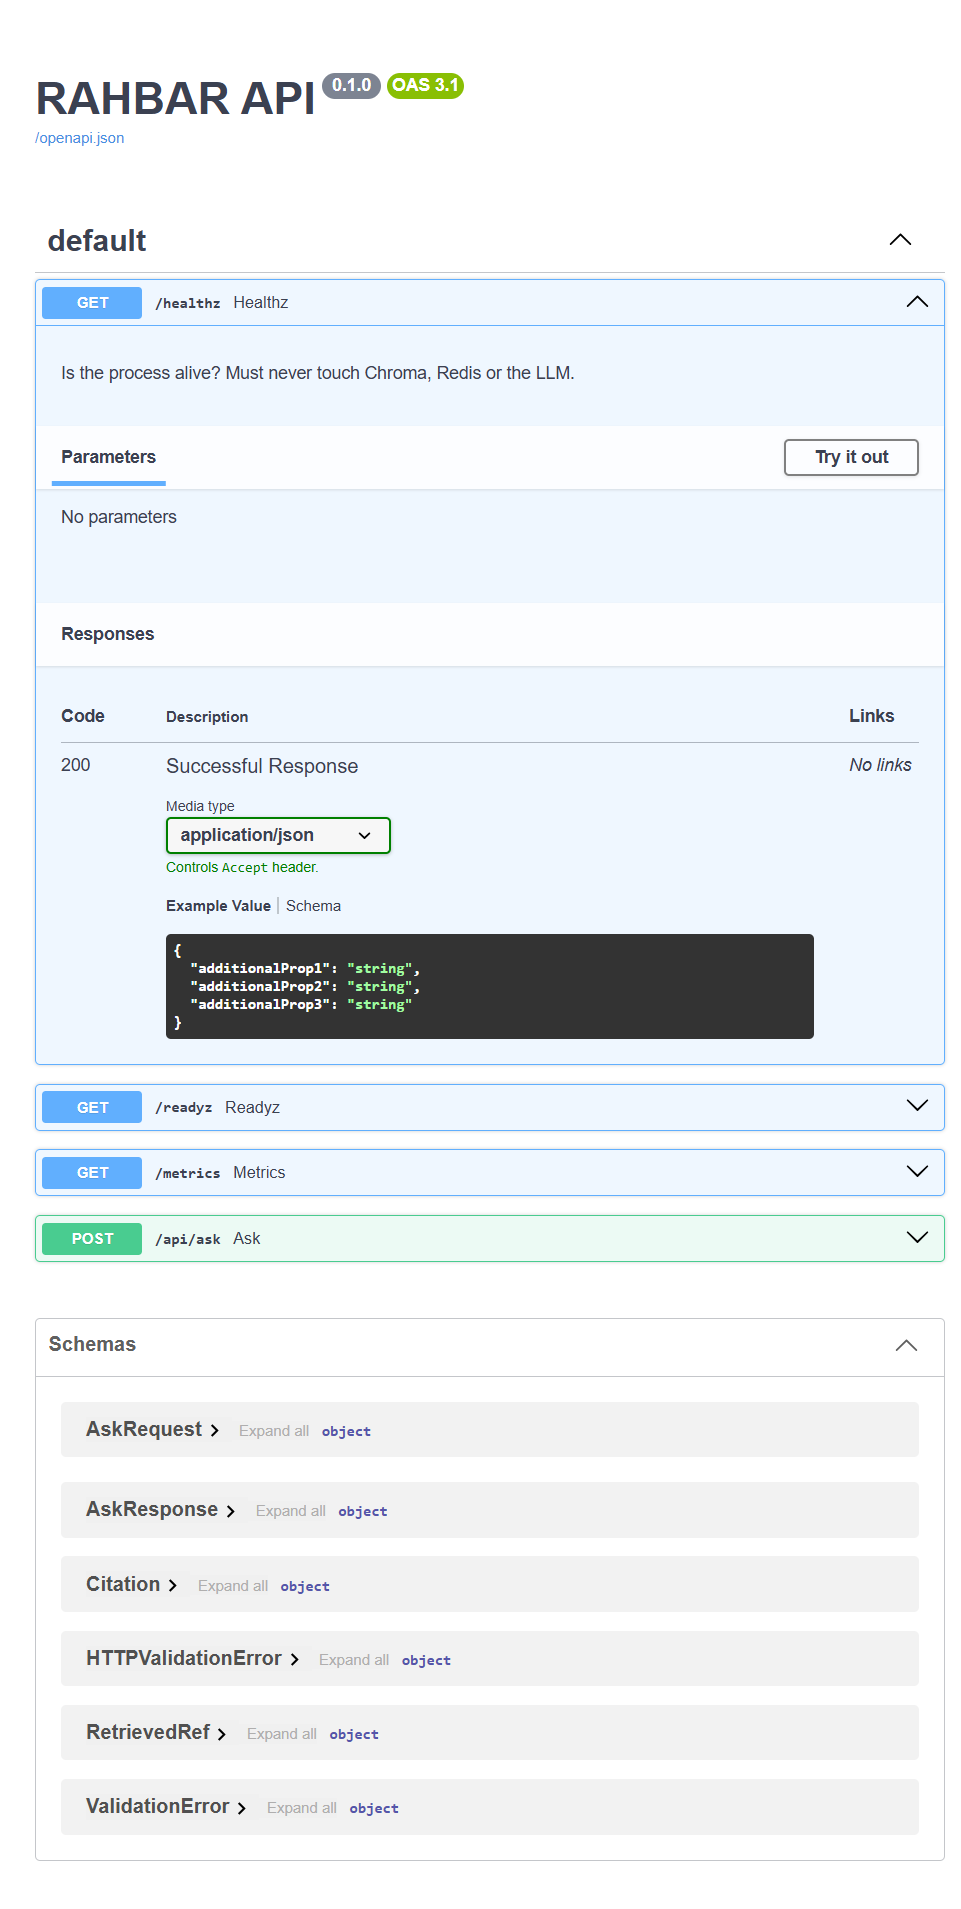 RAHBAR API 0.1.0 OAS 3.1
/openapi.json
default
GET /healthz Healthz
Is the process alive? Must never touch Chroma, Redis or the LLM.
Parameters Try it out
No parameters
Responses
Code Description Links
200 Successful Response No links
Media type
application/json
Controls Accept header.
Example Value Schema
{
"additionalProp1": "string",
"additionalProp2": "string",
"additionalProp3": "string"
}
GET /readyz Readyz
GET /metrics Metrics
POST /api/ask Ask
Schemas
AskRequest Expand all object
AskResponse Expand all object
Citation Expand all object
HTTPValidationError Expand all object
RetrievedRef Expand all object
ValidationError Expand all object